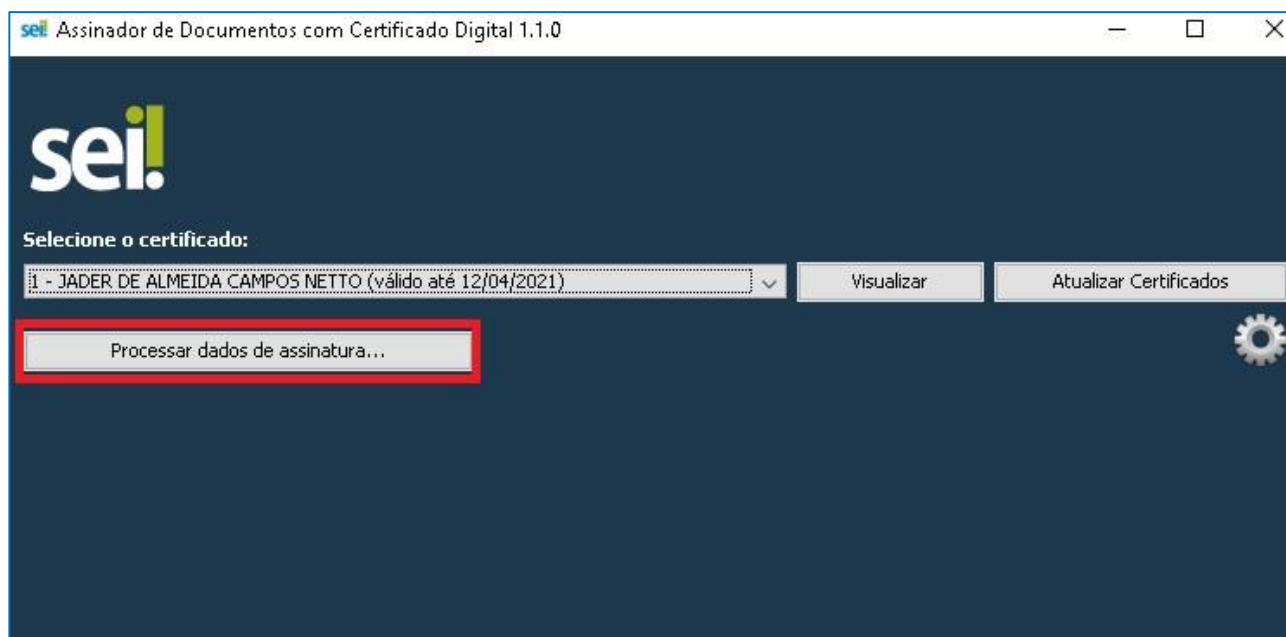 sei! Assinador de Documentos com Certificado Digital 1.1.0
sei!
Selecione o certificado:
1 - JADER DE ALMEIDA CAMPOS NETTO (válido até 12/04/2021)
Visualizar
Atualizar Certificados
Processar dados de assinatura...